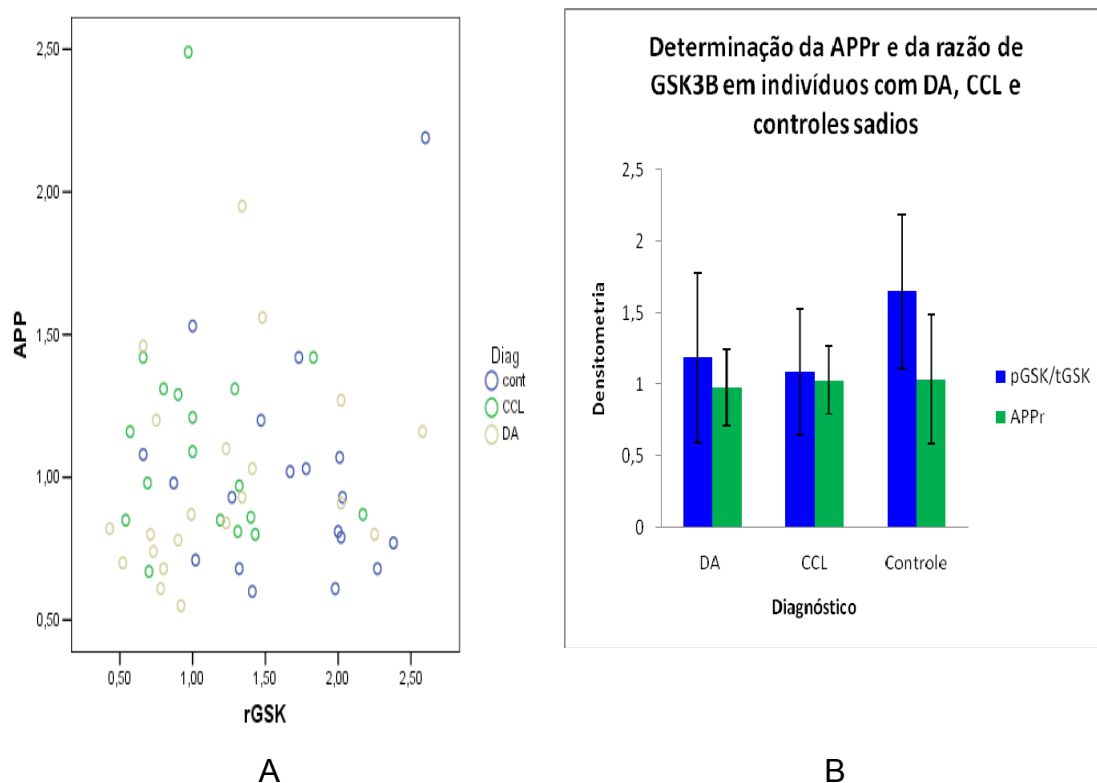 2,50
2,00
1,50
1,00
0,50
APP
0,50 1,00 1,50 2,00 2,50
rGSK
Diag
cont
CCL
DA
A
Determinação da APPr e da razão de
GSK3B em indivíduos com DA, CCL e
controles sadios
2,5
2
1,5
1
0,5
0
Densitometria
DA CCL Controle
Diagnóstico
pGSK/tGSK
APPr
B